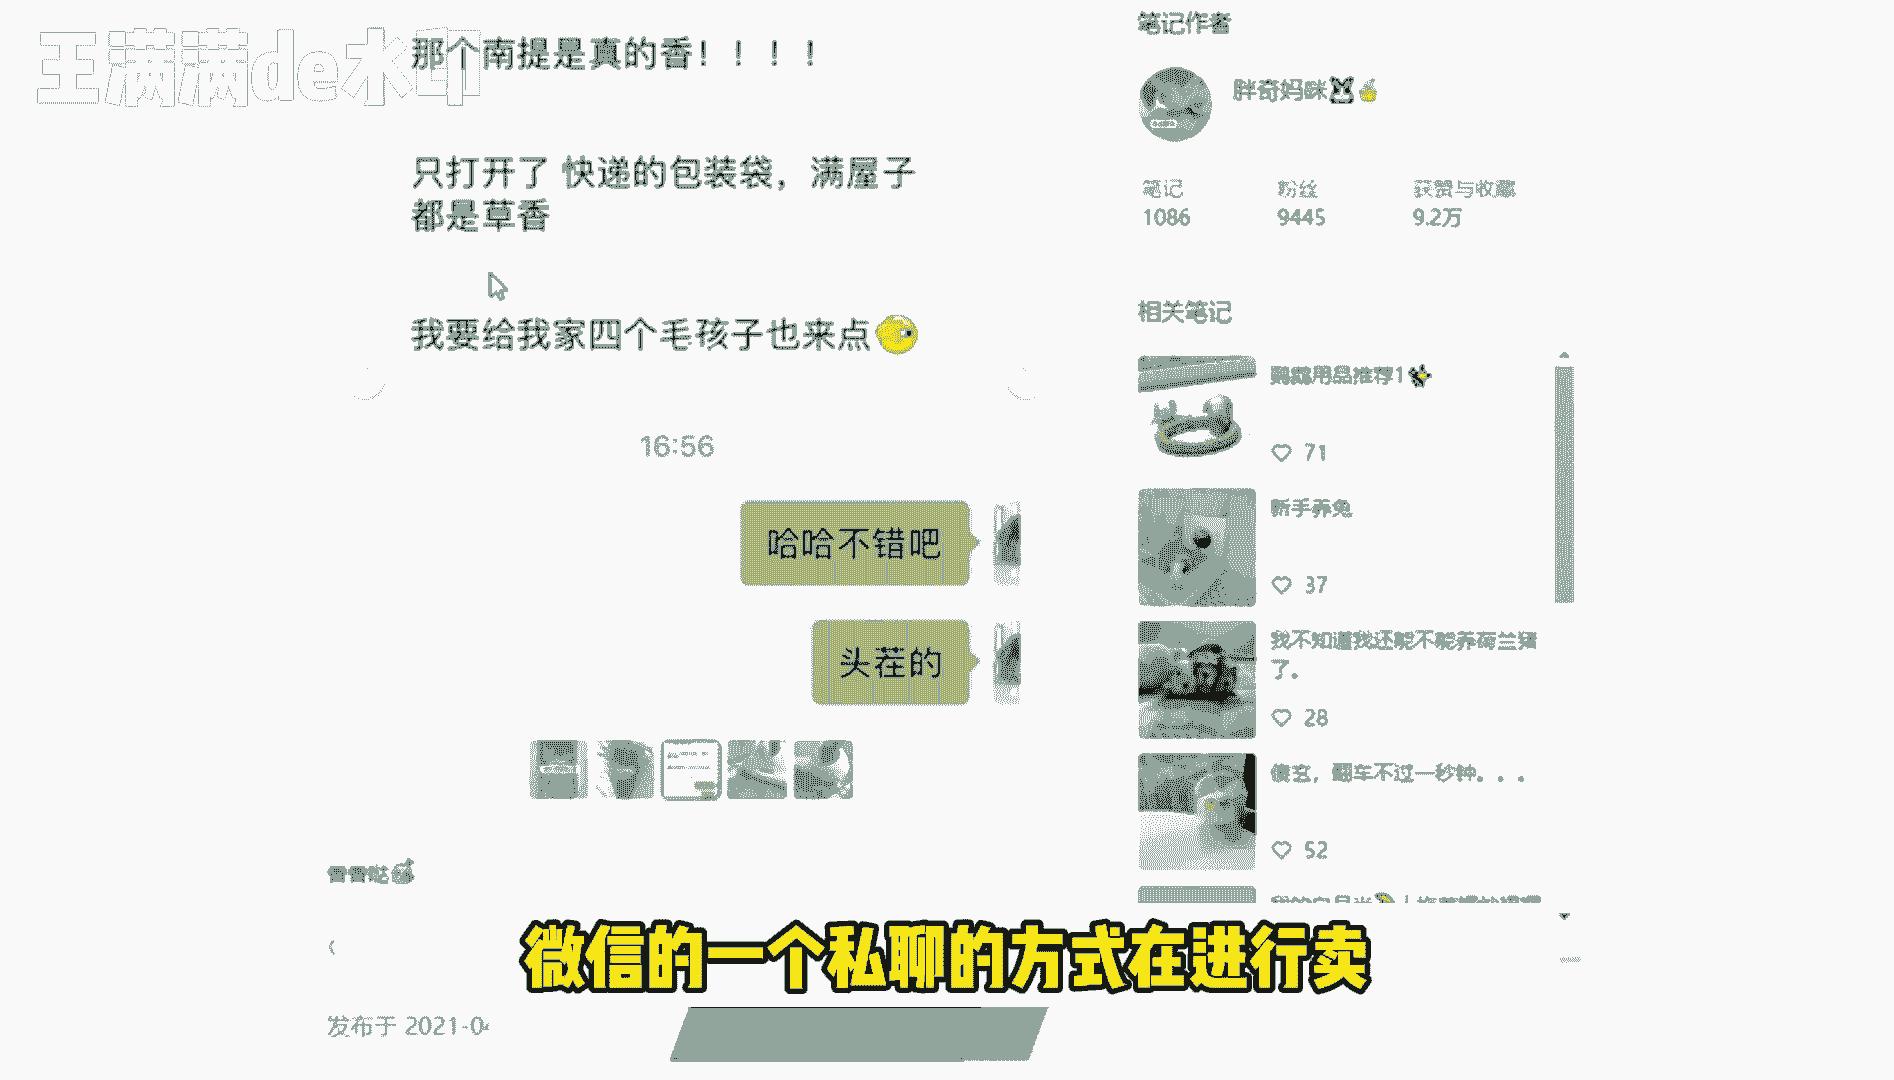 王满满de水印
那个南提是真的香！！！！
只打开了 快递的包装袋，满屋子
都是草香
我要给我家四个毛孩子也来点
16:56
哈哈不错吧
头茬的
发布于 2021-0
笔记作者
胖奇妈咪
笔记 粉丝 获赞与收藏
1086 9445 9.2万
相关笔记
用品推荐1
71
新手养兔
37
我不知道我还能不能养荷兰猪
了。
28
傻玄，翻车不过一秒钟。。。
52
微信的一个私聊的方式在进行卖